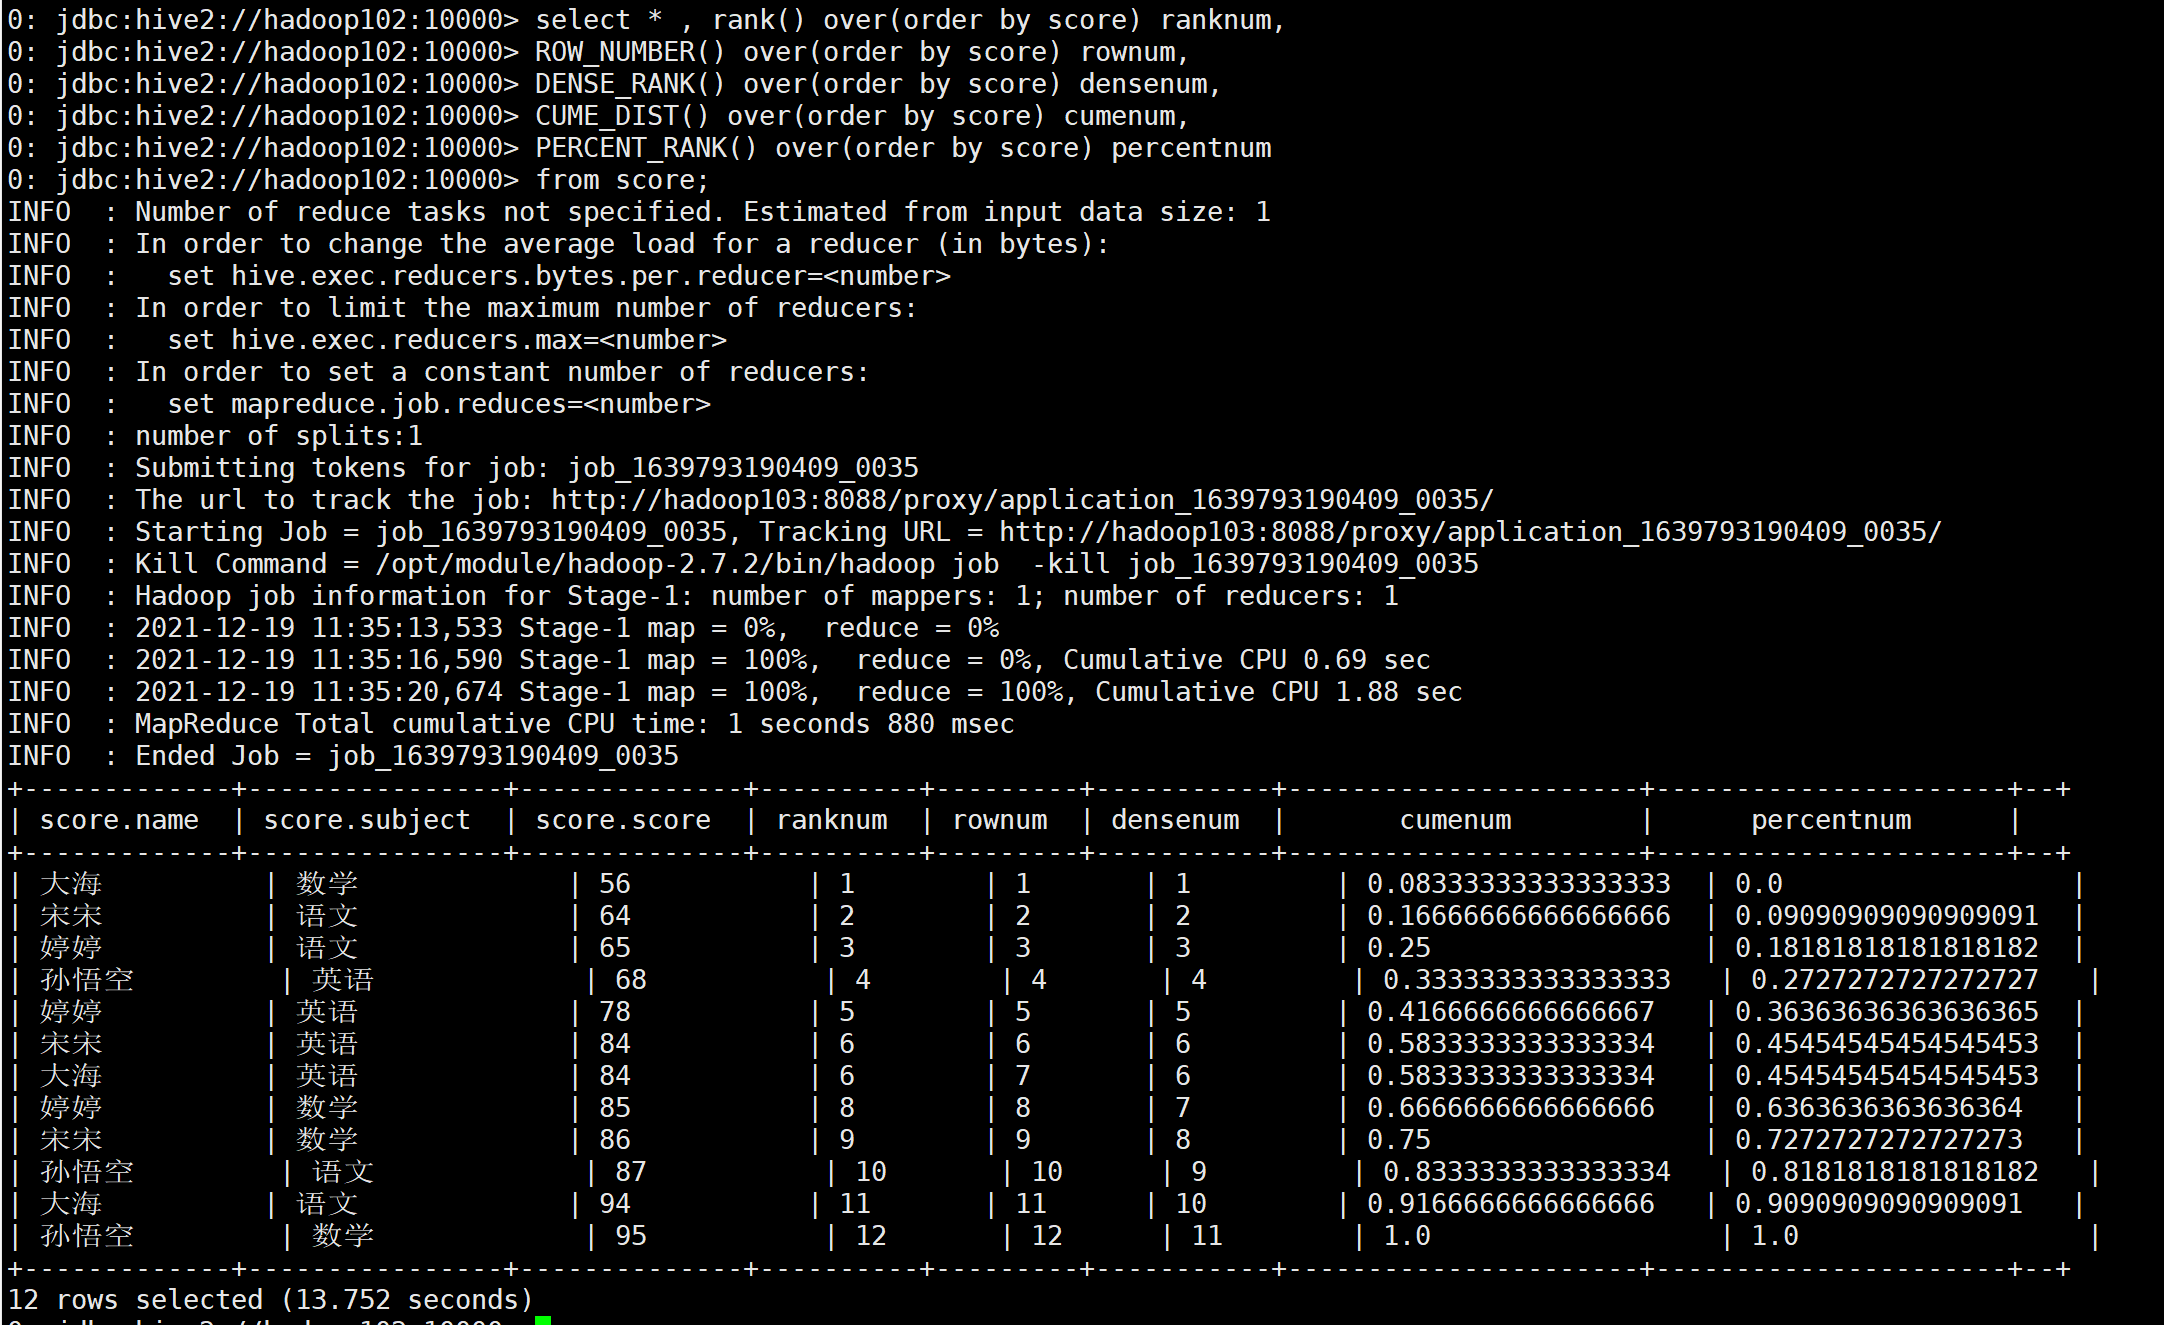 0: jdbc:hive2://hadoop102:10000> select * , rank() over(order by score) ranknum,
0: jdbc:hive2://hadoop102:10000> ROW_NUMBER() over(order by score) rownum,
0: jdbc:hive2://hadoop102:10000> DENSE_RANK() over(order by score) densenum,
0: jdbc:hive2://hadoop102:10000> CUME_DIST() over(order by score) cumenum,
0: jdbc:hive2://hadoop102:10000> PERCENT_RANK() over(order by score) percentnum
0: jdbc:hive2://hadoop102:10000> from score;
INFO  : Number of reduce tasks not specified. Estimated from input data size: 1
INFO  : In order to change the average load for a reducer (in bytes):
INFO  :   set hive.exec.reducers.bytes.per.reducer=<number>
INFO  : In order to limit the maximum number of reducers:
INFO  :   set hive.exec.reducers.max=<number>
INFO  : In order to set a constant number of reducers:
INFO  :   set mapreduce.job.reduces=<number>
INFO  : number of splits:1
INFO  : Submitting tokens for job: job_1639793190409_0035
INFO  : The url to track the job: http://hadoop103:8088/proxy/application_1639793190409_0035/
INFO  : Starting Job = job_1639793190409_0035, Tracking URL = http://hadoop103:8088/proxy/application_1639793190409_0035/
INFO  : Kill Command = /opt/module/hadoop-2.7.2/bin/hadoop job  -kill job_1639793190409_0035
INFO  : Hadoop job information for Stage-1: number of mappers: 1; number of reducers: 1
INFO  : 2021-12-19 11:35:13,533 Stage-1 map = 0%,  reduce = 0%
INFO  : 2021-12-19 11:35:16,590 Stage-1 map = 100%,  reduce = 0%, Cumulative CPU 0.69 sec
INFO  : 2021-12-19 11:35:20,674 Stage-1 map = 100%,  reduce = 100%, Cumulative CPU 1.88 sec
INFO  : MapReduce Total cumulative CPU time: 1 seconds 880 msec
INFO  : Ended Job = job_1639793190409_0035
+-------------+----------------+--------------+----------+---------+-----------+----------------------+----------------------+--+
| score.name  | score.subject  | score.score  | ranknum  | rownum  | densenum  |       cumenum        |      percentnum      |
+-------------+----------------+--------------+----------+---------+-----------+----------------------+----------------------+--+
| 大海          | 数学             | 56           | 1        | 1       | 1         | 0.08333333333333333  | 0.0                  |
| 宋宋          | 语文             | 64           | 2        | 2       | 2         | 0.16666666666666666  | 0.09090909090909091  |
| 婷婷          | 语文             | 65           | 3        | 3       | 3         | 0.25                 | 0.18181818181818182  |
| 孙悟空         | 英语             | 68           | 4        | 4       | 4         | 0.3333333333333333   | 0.2727272727272727   |
| 婷婷          | 英语             | 78           | 5        | 5       | 5         | 0.4166666666666667   | 0.36363636363636365  |
| 宋宋          | 英语             | 84           | 6        | 6       | 6         | 0.5833333333333334   | 0.45454545454545453  |
| 大海          | 英语             | 84           | 6        | 7       | 6         | 0.5833333333333334   | 0.45454545454545453  |
| 婷婷          | 数学             | 85           | 8        | 8       | 7         | 0.6666666666666666   | 0.6363636363636364   |
| 宋宋          | 数学             | 86           | 9        | 9       | 8         | 0.75                 | 0.7272727272727273   |
| 孙悟空         | 语文             | 87           | 10       | 10      | 9         | 0.8333333333333334   | 0.8181818181818182   |
| 大海          | 语文             | 94           | 11       | 11      | 10        | 0.9166666666666666   | 0.9090909090909091   |
| 孙悟空         | 数学             | 95           | 12       | 12      | 11        | 1.0                  | 1.0                  |
+-------------+----------------+--------------+----------+---------+-----------+----------------------+----------------------+--+
12 rows selected (13.752 seconds)